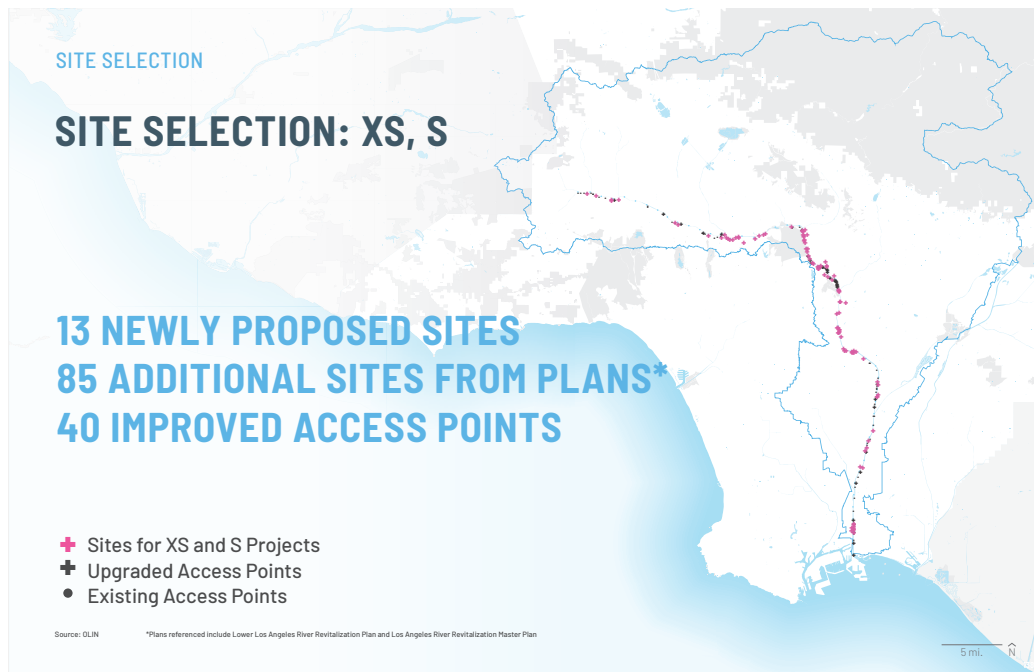 SITE SELECTION
SITE SELECTION: XS, S
13 NEWLY PROPOSED SITES
85 ADDITIONAL SITES FROM PLANS*
40 IMPROVED ACCESS POINTS
Sites for XS and S Projects
Upgraded Access Points
Existing Access Points
Source: OLIN
*Plans referenced include Lower Los Angeles River Revitalization Plan and Los Angeles River Revitalization Master Plan
5 mi.
N